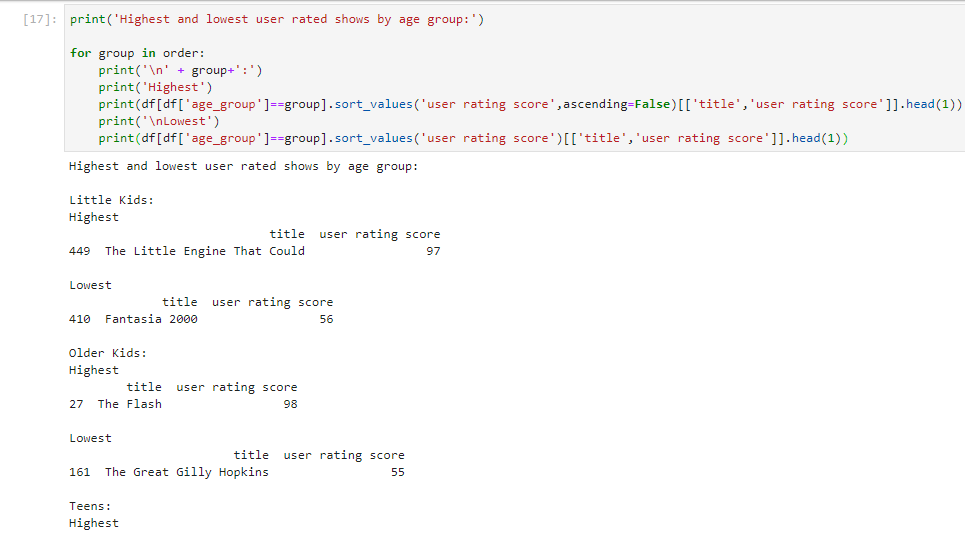 [17]: print('Highest and lowest user rated shows by age group:')
for group in order:
    print('\n' + group+':')
    print('Highest')
    print(df[df['age_group']==group].sort_values('user rating score',ascending=False)[['title','user rating score']].head(1))
    print('\nLowest')
    print(df[df['age_group']==group].sort_values('user rating score')[['title','user rating score']].head(1))
Highest and lowest user rated shows by age group:
Little Kids:
Highest
title  user rating score
449  The Little Engine That Could                 97
Lowest
title  user rating score
410  Fantasia 2000                 56
Older Kids:
Highest
title  user rating score
27  The Flash                 98
Lowest
title  user rating score
161  The Great Gilly Hopkins                 55
Teens:
Highest